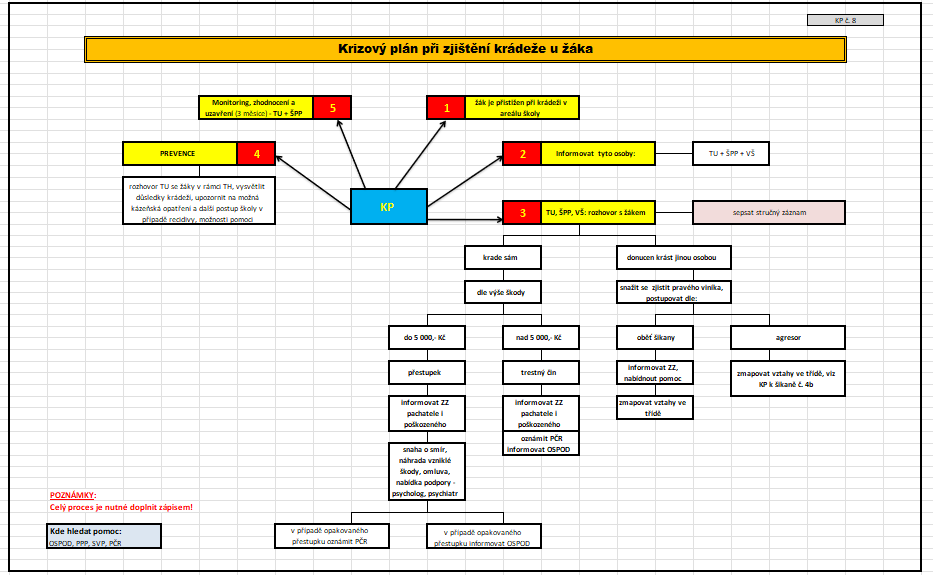 KP č. 8
Krizový plán při zjištění krádeže u žáka
Monitoring, zhodnocení a
uzavření (3 měsíce) - TU + ŠPP
5
1
žák je přistižen při krádeži v
areálu školy
PREVENCE
4
2
Informovat tyto osoby:
TU + ŠPP + VŠ
rozhovor TU se žáky v rámci TH, vysvětlit
důsledky krádeží, upozornit na možná
kázeňská opatření a další postup školy v
případě recidivy, možnosti pomoci
KP
3
TU, ŠPP, VŠ: rozhovor s žákem
sepsat stručný záznam
krade sám
donucen krást jinou osobou
dle výše škody
snažit se zjistit pravého viníka,
postupovat dle:
do 5 000,- Kč
nad 5 000,- Kč
oběť šikany
agresor
přestupek
trestný čin
informovat ZZ,
nabídnout pomoc
zmapovat vztahy ve třídě, viz
KP k šikaně č. 4b
informovat ZZ
pachatele i
poškozeného
informovat ZZ
pachatele i
poškozeného
zmapovat vztahy ve
třídě
oznámit PČR
informovat OSPOD
snaha o smír,
náhrada vzniklé
škody, omluva,
nabídka podpory -
psycholog, psychiatr
POZNÁMKY:
Celý proces je nutné doplnit zápisem!
Kde hledat pomoc:
OSPOD, PPP, SVP, PČR
v případě opakovaného
přestupku oznámit PČR
v případě opakovaného
přestupku informovat OSPOD